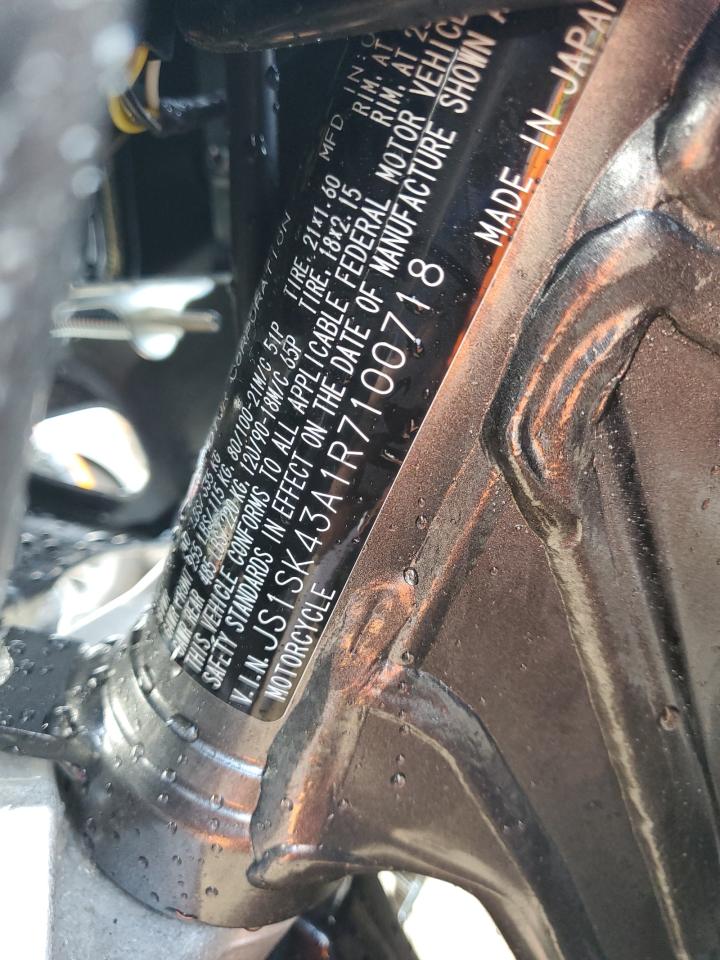 CORPORATION MFD IN:
80/100-21M/C 51P TIRE, 21x1.60 RIM, AT
120/90-18M/C 65P TIRE, 18x2.15 RIM. AT
THIS VEHICLE CONFORMS TO ALL APPLICABLE FEDERAL MOTOR VEHICLE
SAFETY STANDARDS IN EFFECT ON THE DATE OF MANUFACTURE SHOWN
V.I.N. JS1SK43A1R7100718
MOTORCYCLE MADE IN JAPAN